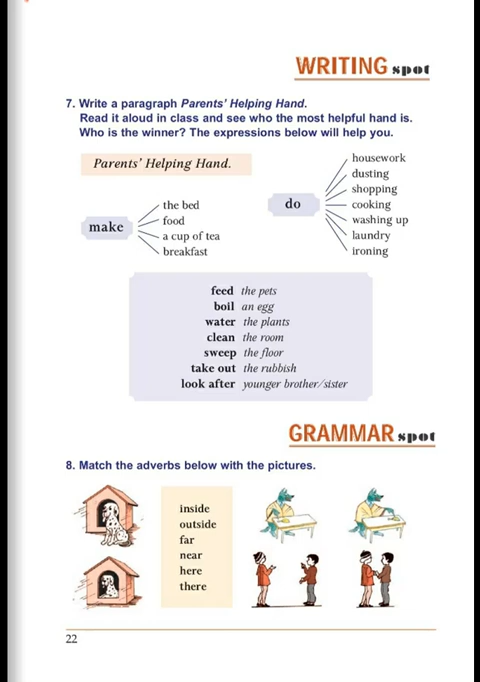 WRITING spot
7. Write a paragraph Parents' Helping Hand.
Read it aloud in class and see who the most helpful hand is.
Who is the winner? The expressions below will help you.
Parents' Helping Hand.
make
the bed
food
a cup of tea
breakfast
do
housework
dusting
shopping
cooking
washing up
laundry
ironing
feed the pets
boil an egg
water the plants
clean the room
sweep the floor
take out the rubbish
look after younger brother/sister
GRAMMAR spot
8. Match the adverbs below with the pictures.
inside
outside
far
near
here
there
22